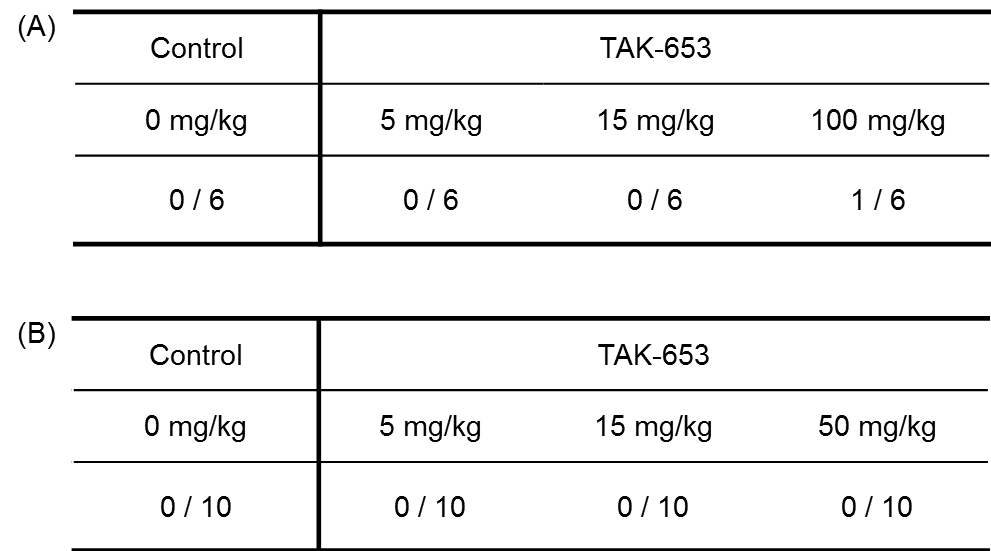 (A)
Control TAK-653
0 mg/kg 5 mg/kg 15 mg/kg 100 mg/kg
0 / 6 0 / 6 0 / 6 1 / 6
(B)
Control TAK-653
0 mg/kg 5 mg/kg 15 mg/kg 50 mg/kg
0 / 10 0 / 10 0 / 10 0 / 10